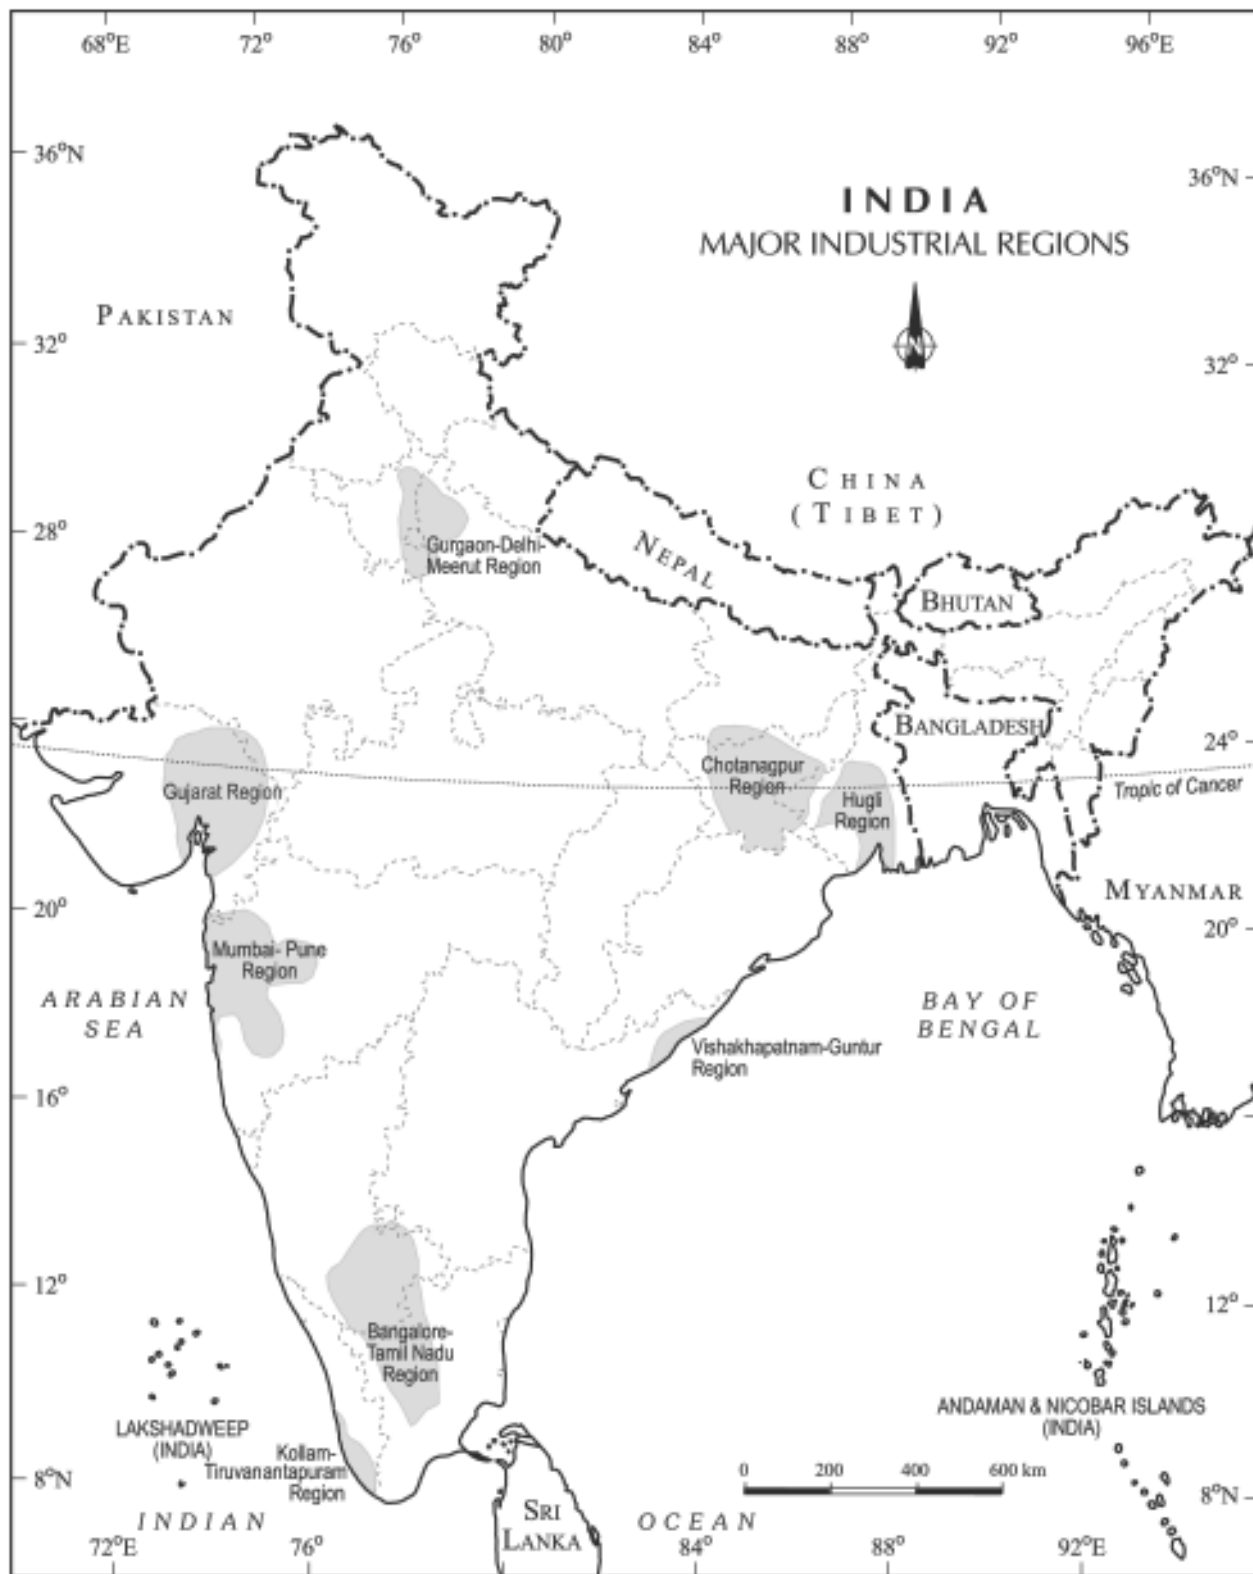 68°E 72° 76° 80° 84° 88° 92° 96°E
36°N
36°N
INDIA
MAJOR INDUSTRIAL REGIONS
N
PAKISTAN
32°
32°
CHINA
(TIBET)
28°
28°
Gurgaon-Delhi-
Meerut Region
NEPAL
BHUTAN
BANGLADESH
24°
Chotanagpur
Region
Gujarat Region
Hugli
Region
Tropic of Cancer
MYANMAR
20°
20°
Mumbai- Pune
Region
ARABIAN
SEA
BAY OF
BENGAL
Vishakhapatnam-Guntur
Region
16°
12°
12°
Bangalore-
Tamil Nadu
Region
LAKSHADWEEP
(INDIA)
ANDAMAN & NICOBAR ISLANDS
(INDIA)
Kollam-
Tiruvanantapuram
Region
8°N
0 200 400 600 km
8°N
SRI
LANKA
INDIAN OCEAN
72°E 76° 84° 88° 92°E